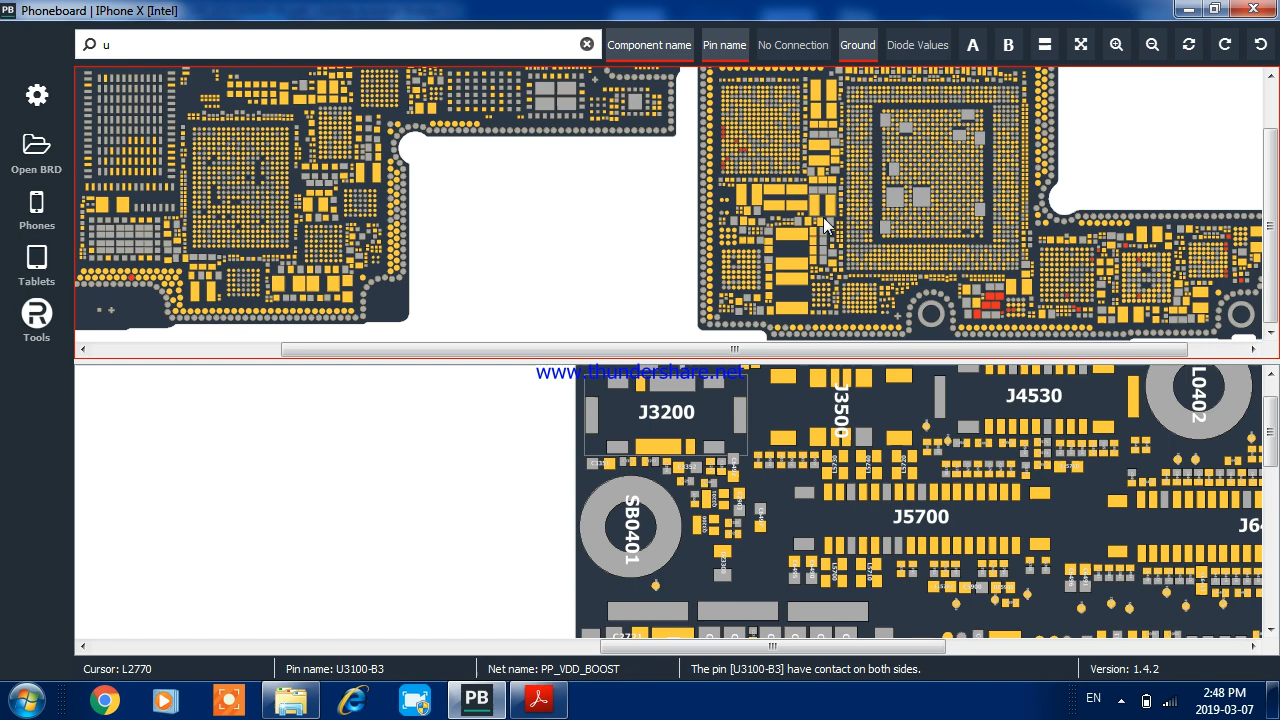 Phoneboard | IPhone X [Intel]
u
Component name
Pin name
No Connection
Ground
Diode Values
A
B
Open BRD
Phones
Tablets
Tools
www.thundershare.net
J3200
J3500
J4530
L0402
SB0401
J5700
Cursor: L2770
Pin name: U3100-B3
Net name: PP_VDD_BOOST
The pin [U3100-B3] have contact on both sides.
Version: 1.4.2
PB
EN
2:48 PM
2019-03-07